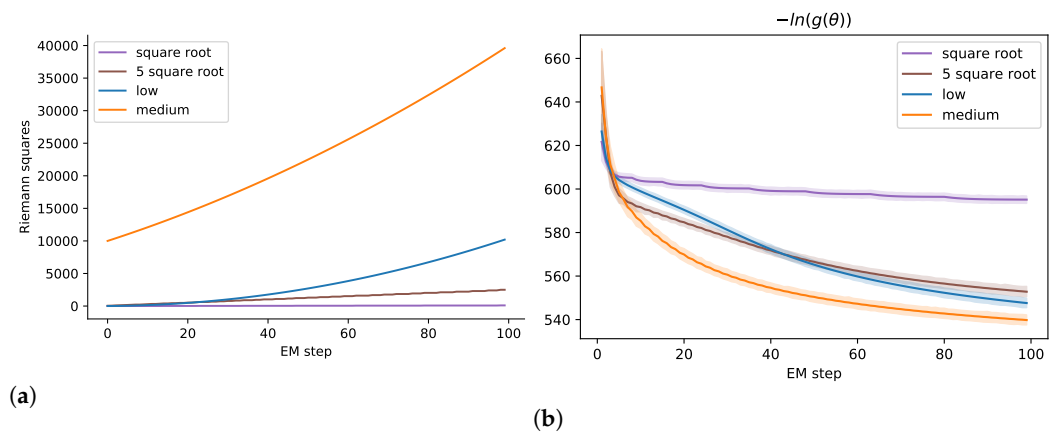 40000
35000
30000
25000
20000
15000
10000
5000
0
Riemann squares
square root
5 square root
low
medium
0 20 40 60 80 100
EM step
(a)
−ln(g(θ))
660
640
620
600
580
560
540
square root
5 square root
low
medium
0 20 40 60 80 100
EM step
(b)